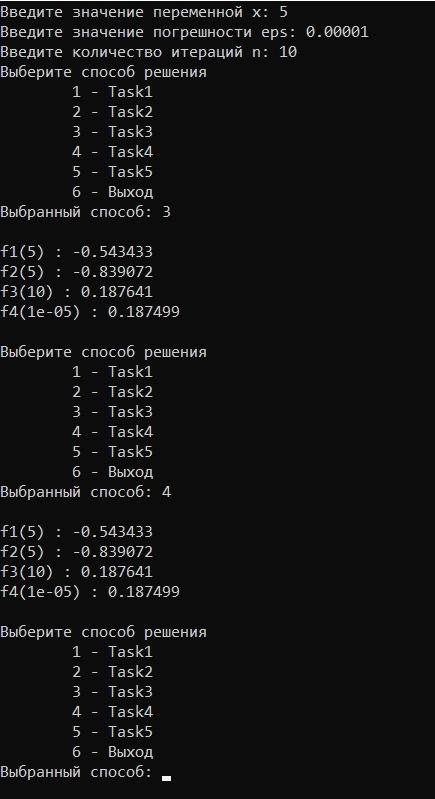 Введите значение переменной x: 5
Введите значение погрешности eps: 0.00001
Введите количество итераций n: 10
Выберите способ решения
1 - Task1
2 - Task2
3 - Task3
4 - Task4
5 - Task5
6 - Выход
Выбранный способ: 3
f1(5) : -0.543433
f2(5) : -0.839072
f3(10) : 0.187641
f4(1e-05) : 0.187499
Выберите способ решения
1 - Task1
2 - Task2
3 - Task3
4 - Task4
5 - Task5
6 - Выход
Выбранный способ: 4
f1(5) : -0.543433
f2(5) : -0.839072
f3(10) : 0.187641
f4(1e-05) : 0.187499
Выберите способ решения
1 - Task1
2 - Task2
3 - Task3
4 - Task4
5 - Task5
6 - Выход
Выбранный способ: